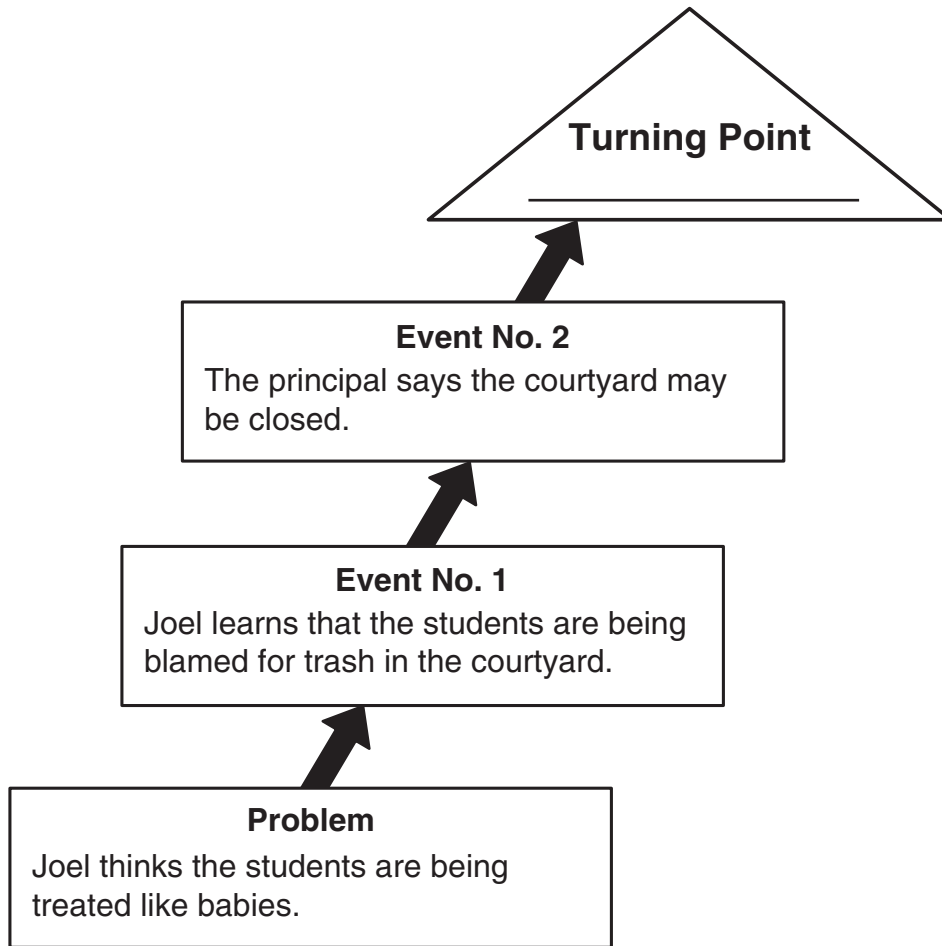 Turning Point
Event No. 2
The principal says the courtyard may
be closed.
Event No. 1
Joel learns that the students are being
blamed for trash in the courtyard.
Problem
Joel thinks the students are being
treated like babies.